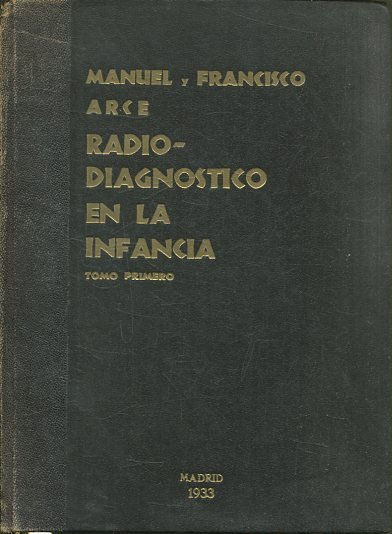 MANUEL y FRANCISCO
ARCE
RADIO-
DIAGNOSTICO
EN LA
INFANCIA
TOMO PRIMERO
MADRID
1933